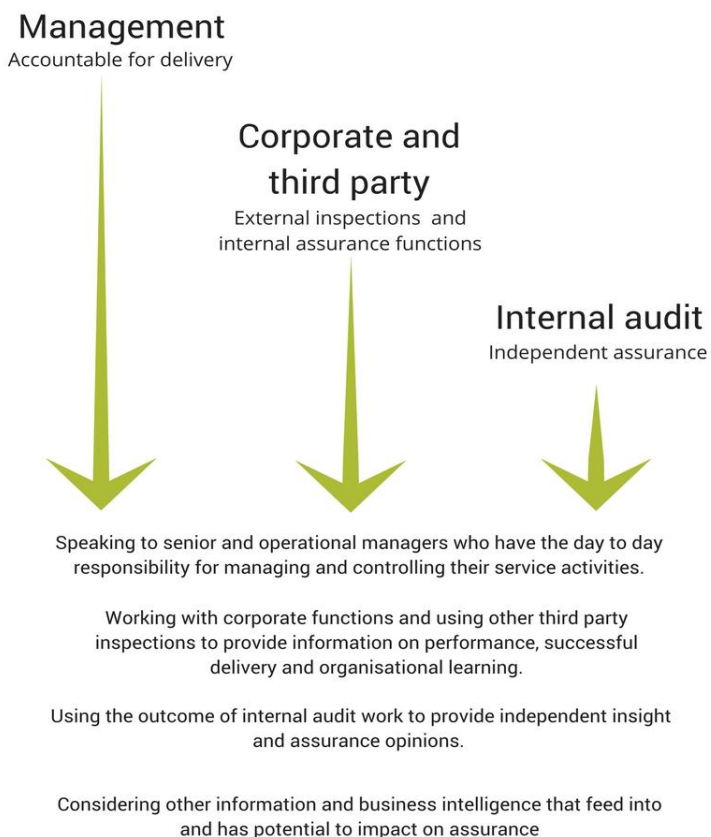 Management
Accountable for delivery
Corporate and
third party
External inspections and
internal assurance functions
Internal audit
Independent assurance
Speaking to senior and operational managers who have the day to day
responsibility for managing and controlling their service activities.
Working with corporate functions and using other third party
inspections to provide information on performance, successful
delivery and organisational learning.
Using the outcome of internal audit work to provide independent insight
and assurance opinions.
Considering other information and business intelligence that feed into
and has potential to impact on assurance